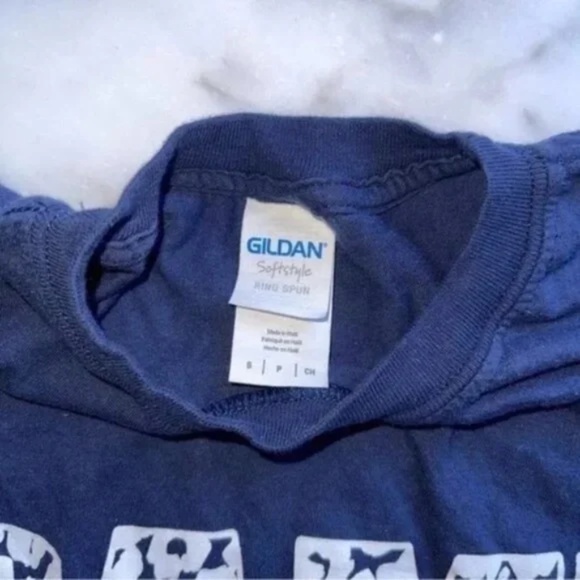 GILDAN®
Softstyle
RING SPUN
Made in Haiti
Fabriqué en Haïti
Hecho en Haití
S | P | CH